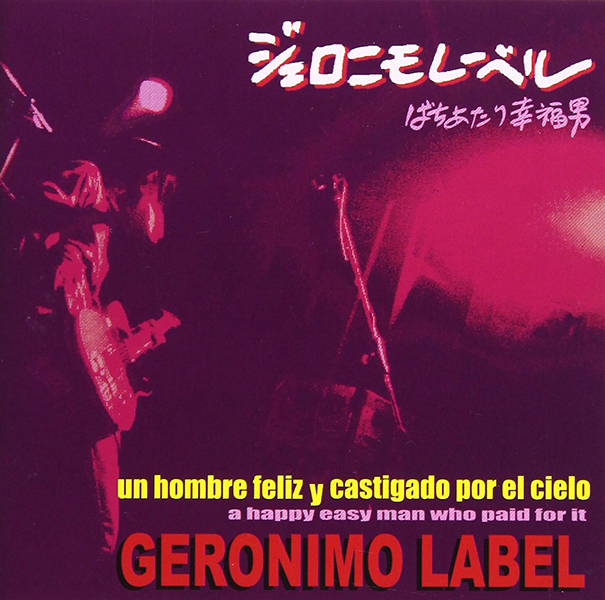 ジェロニモレーベル
ばちよたり幸福男
un hombre feliz y castigado por el cielo
a happy easy man who paid for it
GERONIMO LABEL